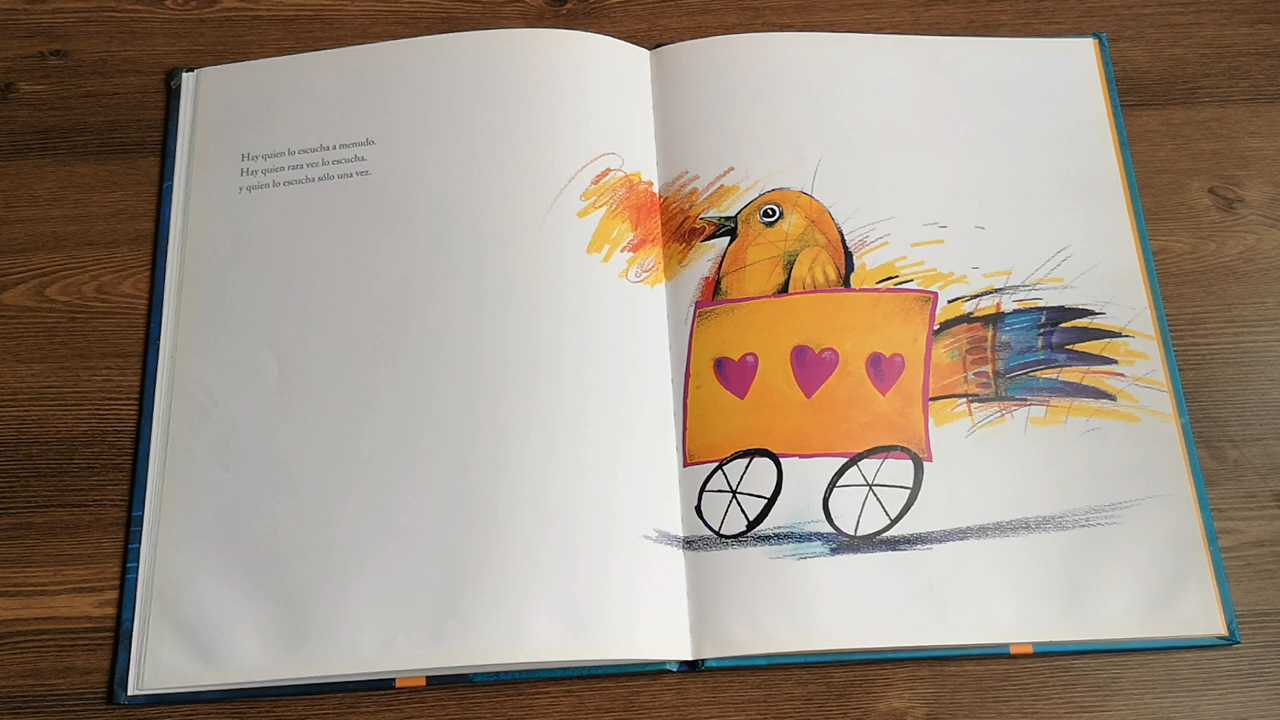 Hay quien lo escucha a menudo.
Hay quien rara vez lo escucha.
y quien lo escucha sólo una vez.